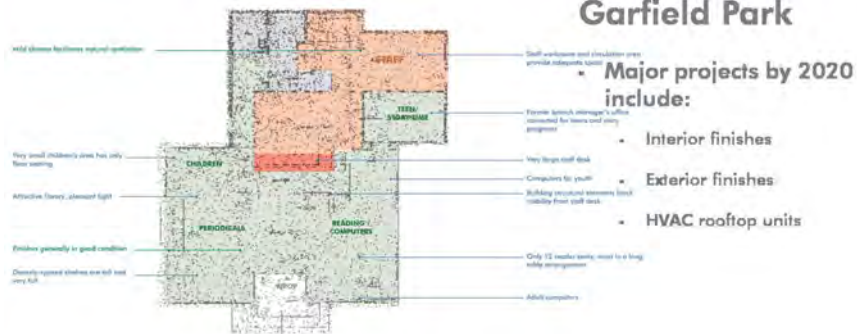 Garfield Park
Major projects by 2020
include:
Interior finishes
Exterior finishes
HVAC rooftop units
Mild climate facilitates natural ventilation
STAFF
Staff workroom and circulation area
provide adequate space
TEEN/
STORYTIME
Former branch manager's office
converted for teens and story
programs
Very small children's area has only
floor seating
CHILDREN
Very large staff desk
Computers for youth
Attractive library, pleasant light
Building structural elements block
visibility from staff desk
PERIODICALS
READING /
COMPUTERS
Finishes generally in good condition
Densely-spaced shelves are tall and
very full
Only 12 reader seats, most in a long
table arrangement
ENTRY
Adult computers